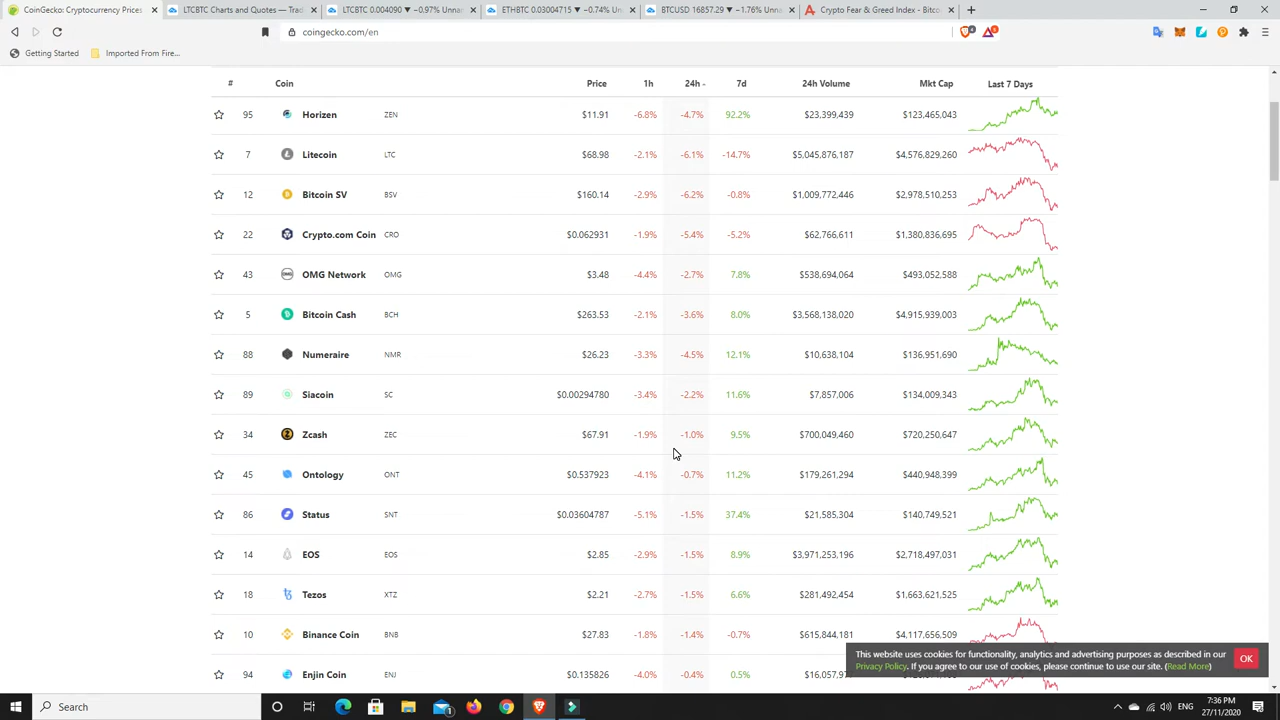 CoinGecko: Cryptocurrency Prices × LTCBTC Charts and Quotes — Tradi × LTCBTC 0.004090 ▼ −0.97% Unnam × ETHBTC 0.03004715 ▼ −0.74% Un × BTCUSD 16857.29 ▼ −1.76% Unna × Crypto Fear & Greed Index - Bitcoi ×
coingecko.com/en
Getting Started Imported From Fire...
# Coin Price 1h 24h 7d 24h Volume Mkt Cap Last 7 Days
95 Horizen ZEN $11.91 -6.8% -4.7% 92.2% $23,399,439 $123,465,043
7 Litecoin LTC $68.98 -2.1% -6.1% -14.7% $5,045,876,187 $4,576,829,260
12 Bitcoin SV BSV $160.14 -2.9% -6.2% -0.8% $1,009,772,446 $2,978,510,253
22 Crypto.com Coin CRO $0.062931 -1.9% -5.4% -5.2% $62,766,611 $1,380,836,695
43 OMG Network OMG $3.48 -4.4% -2.7% 7.8% $538,694,064 $493,052,588
5 Bitcoin Cash BCH $263.53 -2.1% -3.6% 8.0% $3,568,138,020 $4,915,939,003
88 Numeraire NMR $26.23 -3.3% -4.5% 12.1% $10,638,104 $136,951,690
89 Siacoin SC $0.00294780 -3.4% -2.2% 11.6% $7,857,006 $134,009,343
34 Zcash ZEC $67.91 -1.9% -1.0% 9.5% $700,049,460 $720,250,647
45 Ontology ONT $0.537923 -4.1% -0.7% 11.2% $179,261,294 $440,948,399
86 Status SNT $0.03604787 -5.1% -1.5% 37.4% $21,585,304 $140,749,521
14 EOS EOS $2.85 -2.9% -1.5% 8.9% $3,971,253,196 $2,718,497,031
18 Tezos XTZ $2.21 -2.7% -1.5% 6.6% $281,492,454 $1,663,621,525
10 Binance Coin BNB $27.83 -1.8% -1.4% -0.7% $615,844,181 $4,117,656,509
94 Enjin Coin ENJ $0.135826 -4.0% -0.4% 0.5%
This website uses cookies for functionality, analytics and advertising purposes as described in our
Privacy Policy. If you agree to our use of cookies, please continue to use our site. (Read More)
OK
Search
ENG
7:36 PM
27/11/2020